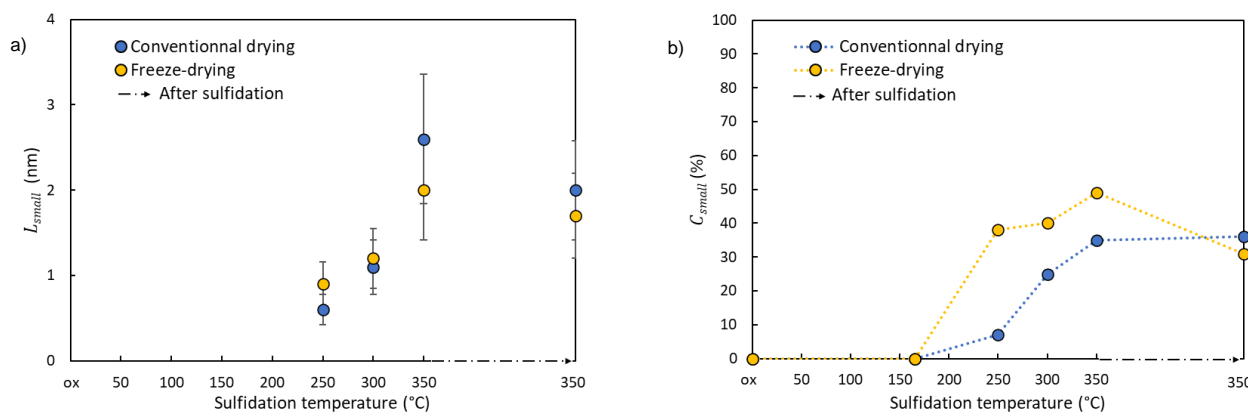 a)
4
3
2
1
0
L_small (nm)
Conventionnal drying
Freeze-drying
After sulfidation
ox 50 100 150 200 250 300 350 350
Sulfidation temperature (°C)
b)
100
90
80
70
60
50
40
30
20
10
0
C_small (%)
Conventionnal drying
Freeze-drying
After sulfidation
ox 50 100 150 200 250 300 350 350
Sulfidation temperature (°C)